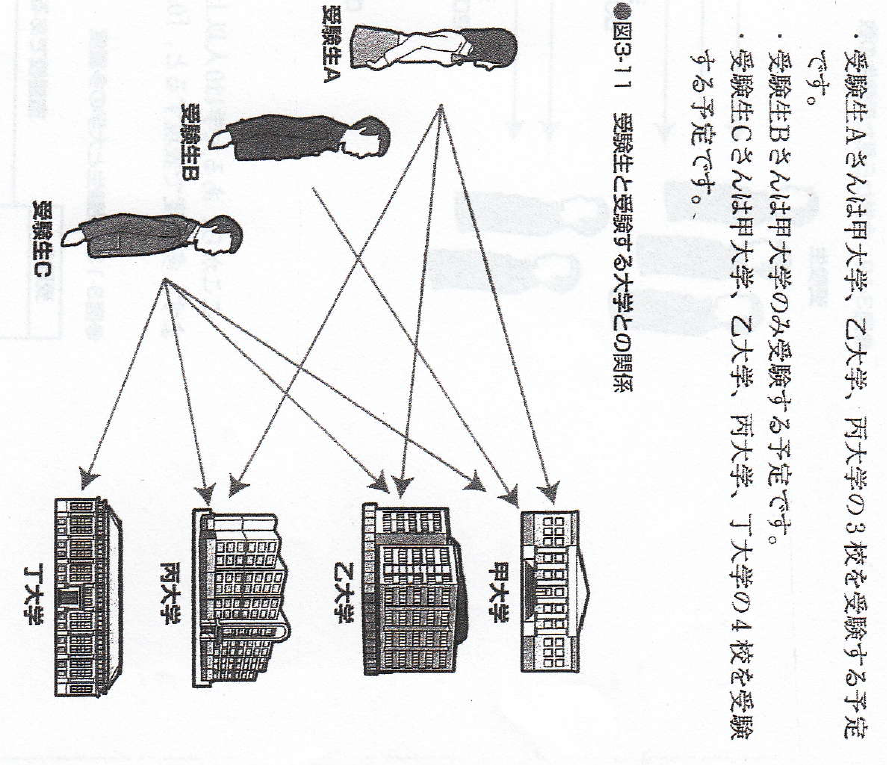 ・受験生Aさんは甲大学、乙大学、丙大学の3校を受験する予定
です。
・受験生Bさんは甲大学のみ受験する予定です。
・受験生Cさんは甲大学、乙大学、丙大学、丁大学の4校を受験
する予定です。
●図3-11 受験生と受験する大学との関係
受験生A
受験生B
受験生C
甲大学
乙大学
丙大学
丁大学